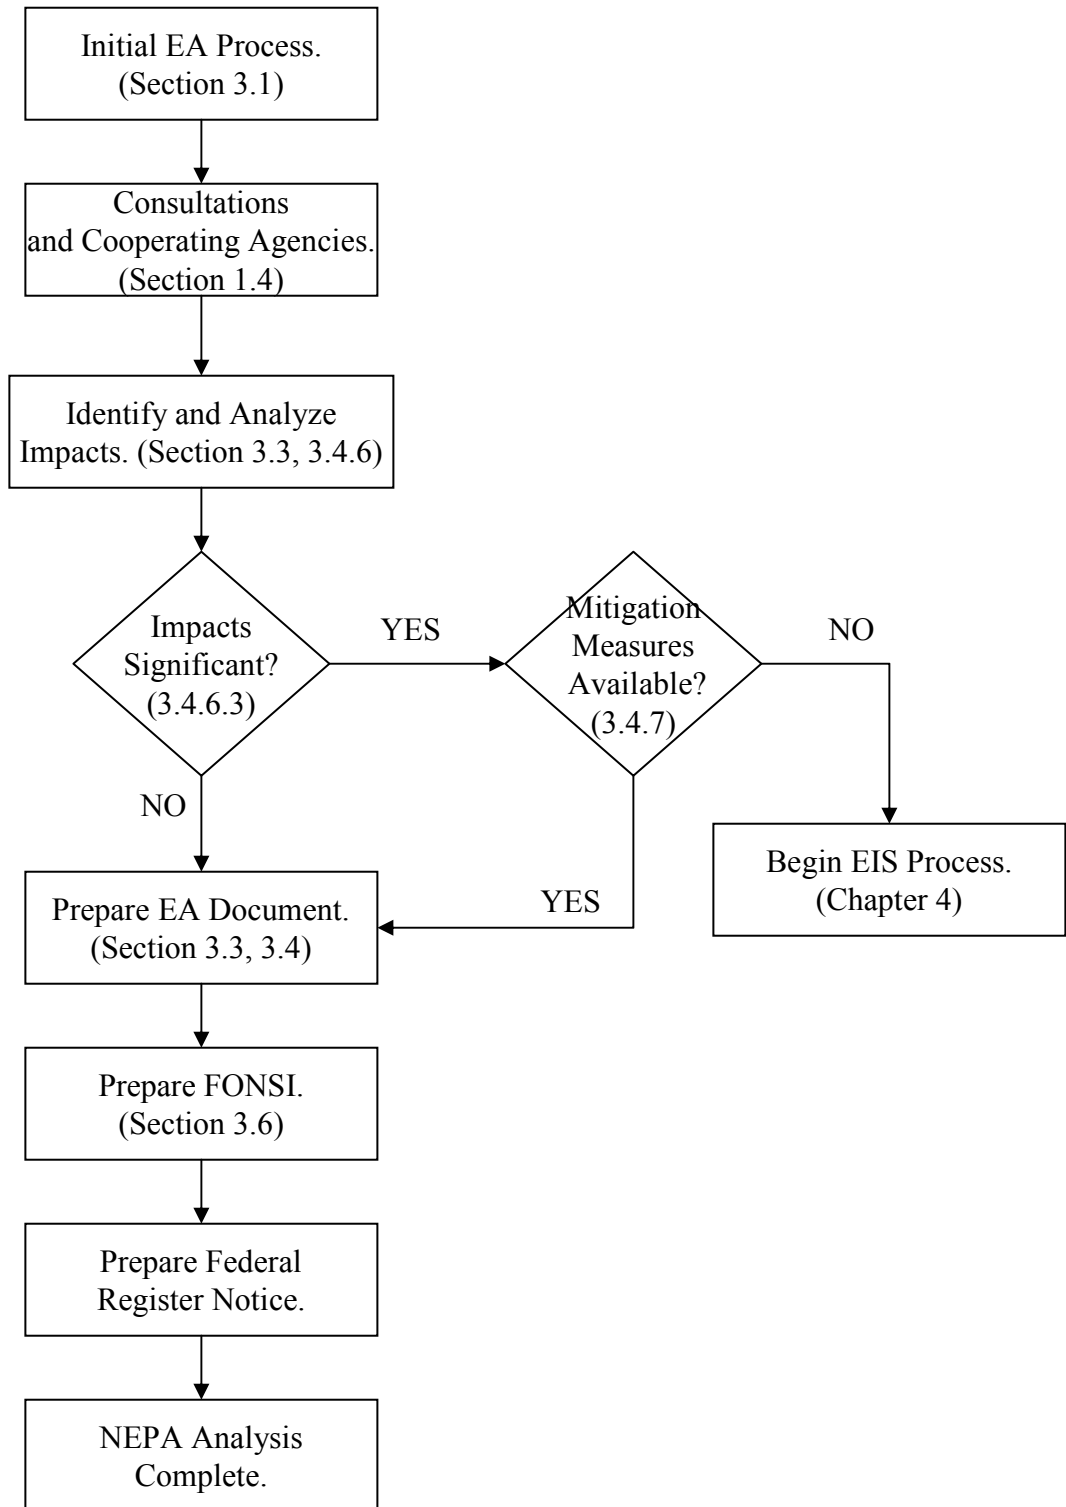 Initial EA Process.
(Section 3.1)
Consultations
and Cooperating Agencies.
(Section 1.4)
Identify and Analyze
Impacts. (Section 3.3, 3.4.6)
Impacts
Significant?
(3.4.6.3)
YES
Mitigation
Measures
Available?
(3.4.7)
NO
NO
Begin EIS Process.
(Chapter 4)
YES
Prepare EA Document.
(Section 3.3, 3.4)
Prepare FONSI.
(Section 3.6)
Prepare Federal
Register Notice.
NEPA Analysis
Complete.